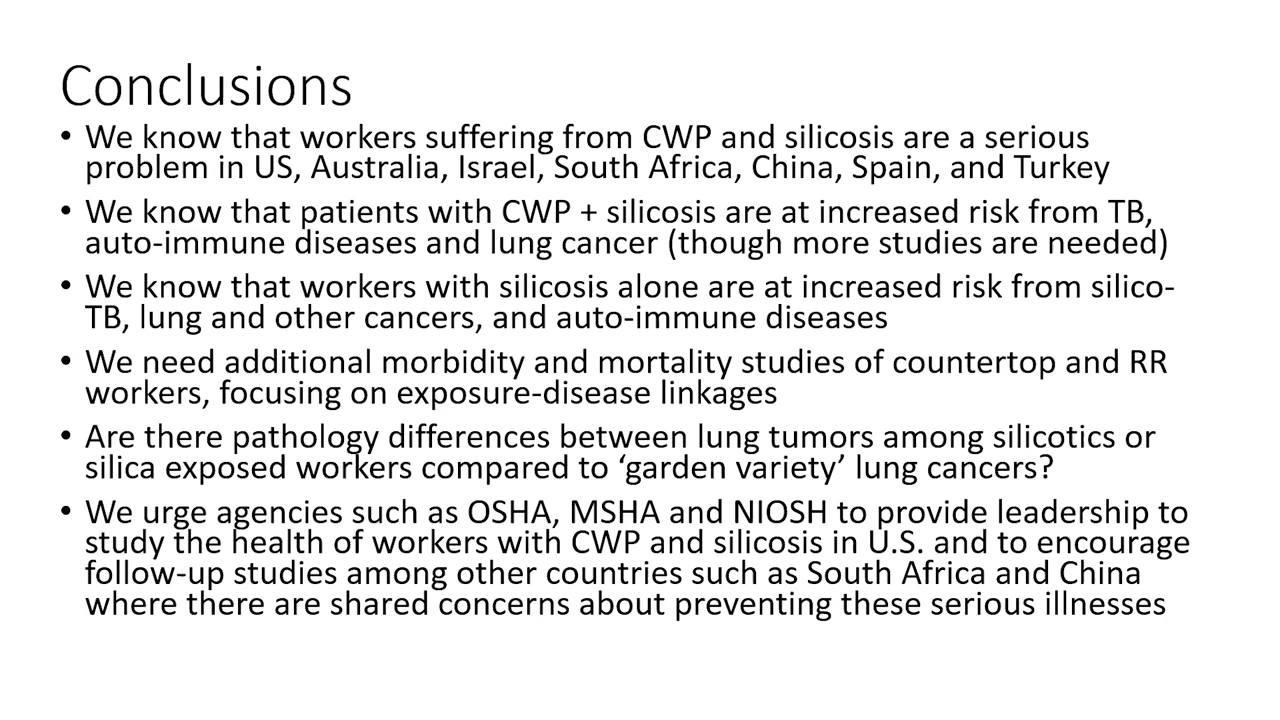 Conclusions
• We know that workers suffering from CWP and silicosis are a serious
problem in US, Australia, Israel, South Africa, China, Spain, and Turkey
• We know that patients with CWP + silicosis are at increased risk from TB,
auto-immune diseases and lung cancer (though more studies are needed)
• We know that workers with silicosis alone are at increased risk from silico-
TB, lung and other cancers, and auto-immune diseases
• We need additional morbidity and mortality studies of countertop and RR
workers, focusing on exposure-disease linkages
• Are there pathology differences between lung tumors among silicotics or
silica exposed workers compared to ‘garden variety’ lung cancers?
• We urge agencies such as OSHA, MSHA and NIOSH to provide leadership to
study the health of workers with CWP and silicosis in U.S. and to encourage
follow-up studies among other countries such as South Africa and China
where there are shared concerns about preventing these serious illnesses